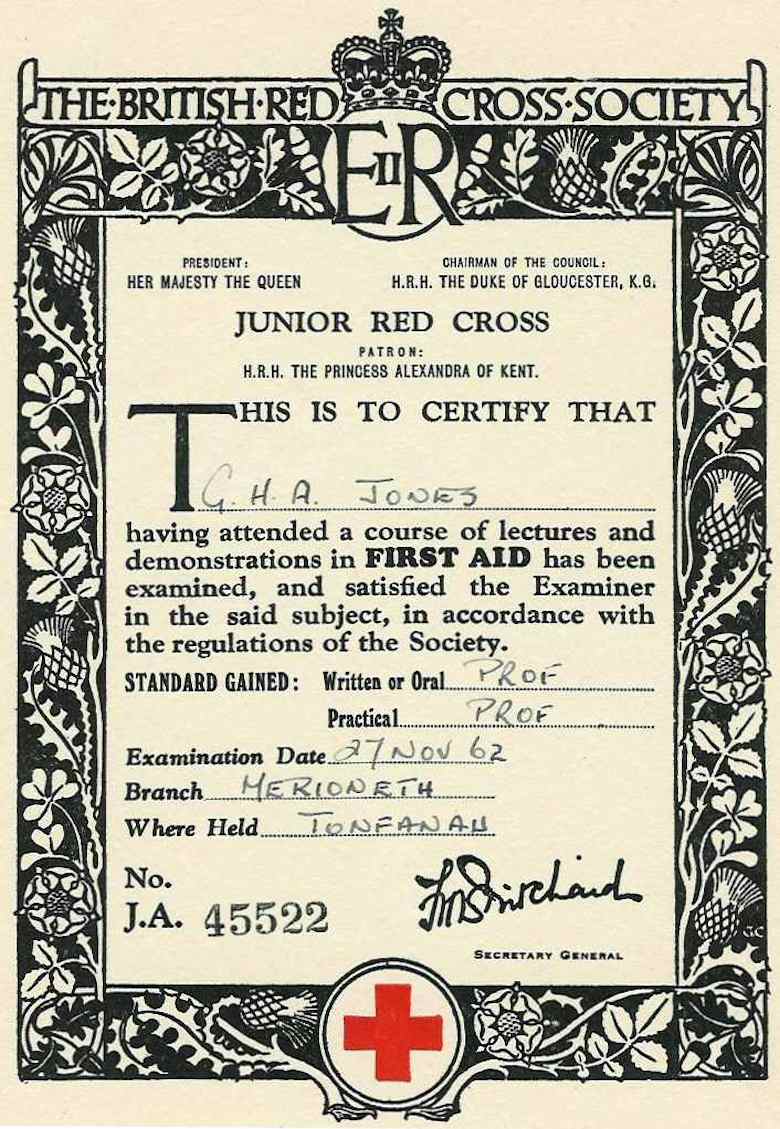 THE·BRITISH·RED CROSS·SOCIETY
EIIR
PRESIDENT:
HER MAJESTY THE QUEEN
CHAIRMAN OF THE COUNCIL:
H.R.H. THE DUKE OF GLOUCESTER, K.G.
JUNIOR RED CROSS
PATRON:
H.R.H. THE PRINCESS ALEXANDRA OF KENT.
THIS IS TO CERTIFY THAT
G. H. A. JONES
having attended a course of lectures and
demonstrations in FIRST AID has been
examined, and satisfied the Examiner
in the said subject, in accordance with
the regulations of the Society.
STANDARD GAINED: Written or Oral PROF
Practical PROF
Examination Date 27 NOV 62
Branch MERIONETH
Where Held TONFANAU
No.
J.A. 45522
SECRETARY GENERAL